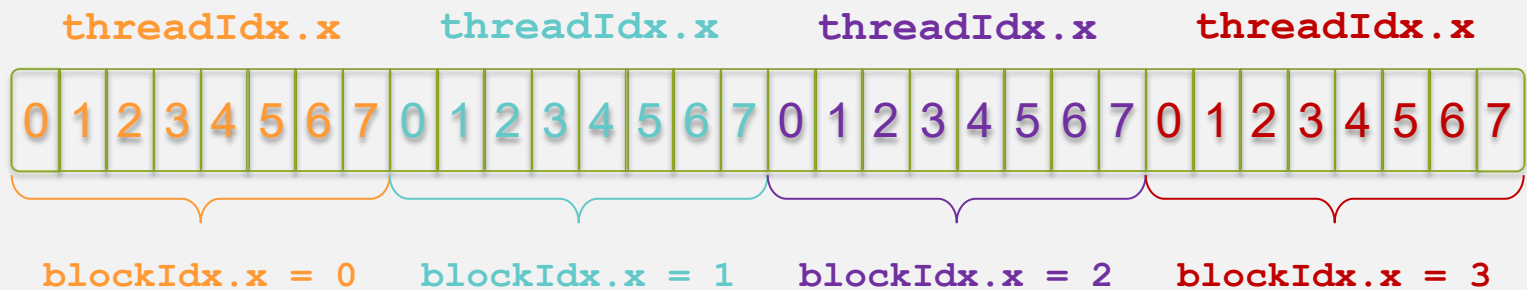 threadIdx.x threadIdx.x threadIdx.x threadIdx.x
0 1 2 3 4 5 6 7 0 1 2 3 4 5 6 7 0 1 2 3 4 5 6 7 0 1 2 3 4 5 6 7
blockIdx.x = 0 blockIdx.x = 1 blockIdx.x = 2 blockIdx.x = 3